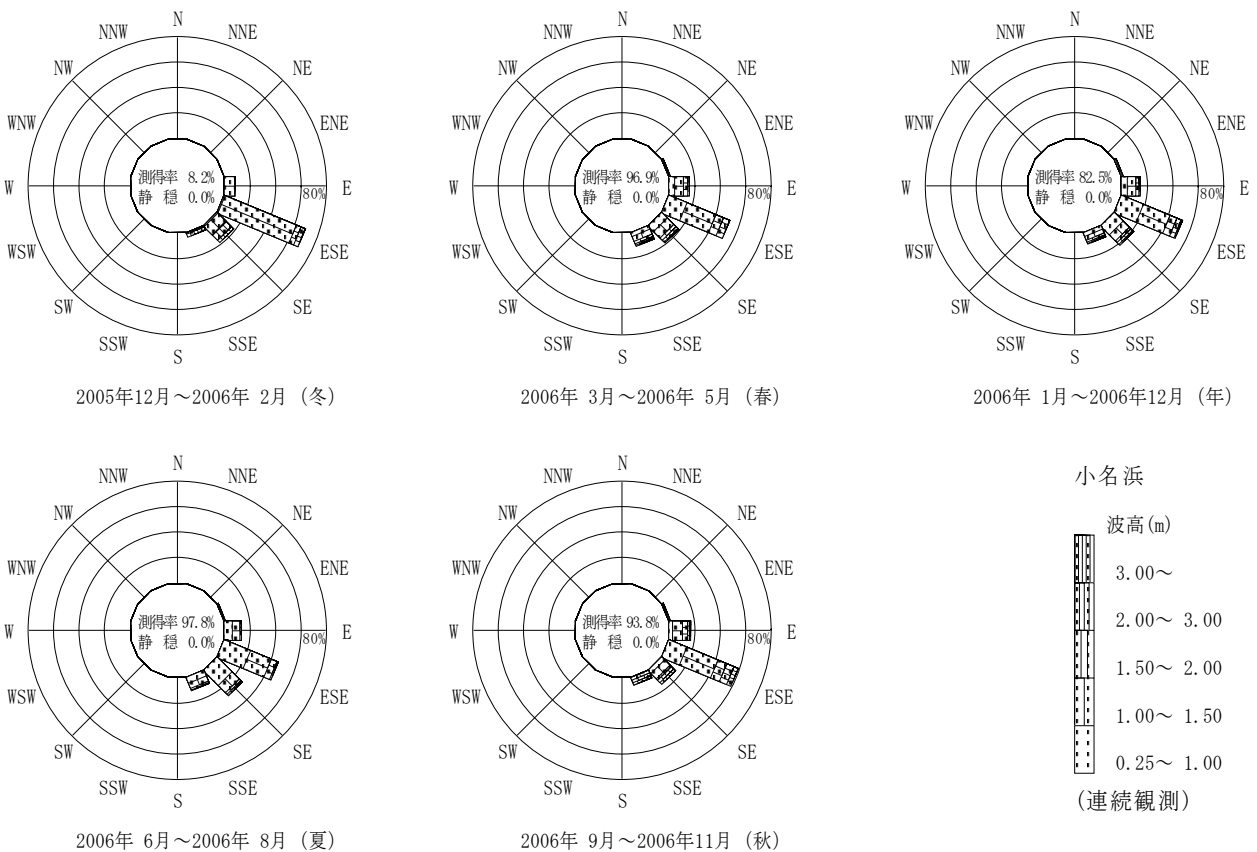 N
NNW NNE
NW NE
WNW ENE
測得率 8.2%
W 静 穏 0.0% 80% E
WSW ESE
SW SE
SSW SSE
S
2005年12月～2006年 2月 (冬)
N
NNW NNE
NW NE
WNW ENE
測得率 96.9%
W 静 穏 0.0% 80% E
WSW ESE
SW SE
SSW SSE
S
2006年 3月～2006年 5月 (春)
N
NNW NNE
NW NE
WNW ENE
測得率 82.5%
W 静 穏 0.0% 80% E
WSW ESE
SW SE
SSW SSE
S
2006年 1月～2006年12月 (年)
N
NNW NNE
NW NE
WNW ENE
測得率 97.8%
W 静 穏 0.0% 80% E
WSW ESE
SW SE
SSW SSE
S
2006年 6月～2006年 8月 (夏)
N
NNW NNE
NW NE
WNW ENE
測得率 93.8%
W 静 穏 0.0% 80% E
WSW ESE
SW SE
SSW SSE
S
2006年 9月～2006年11月 (秋)
小名浜
波高(m)
3.00～
2.00～ 3.00
1.50～ 2.00
1.00～ 1.50
0.25～ 1.00
(連続観測)